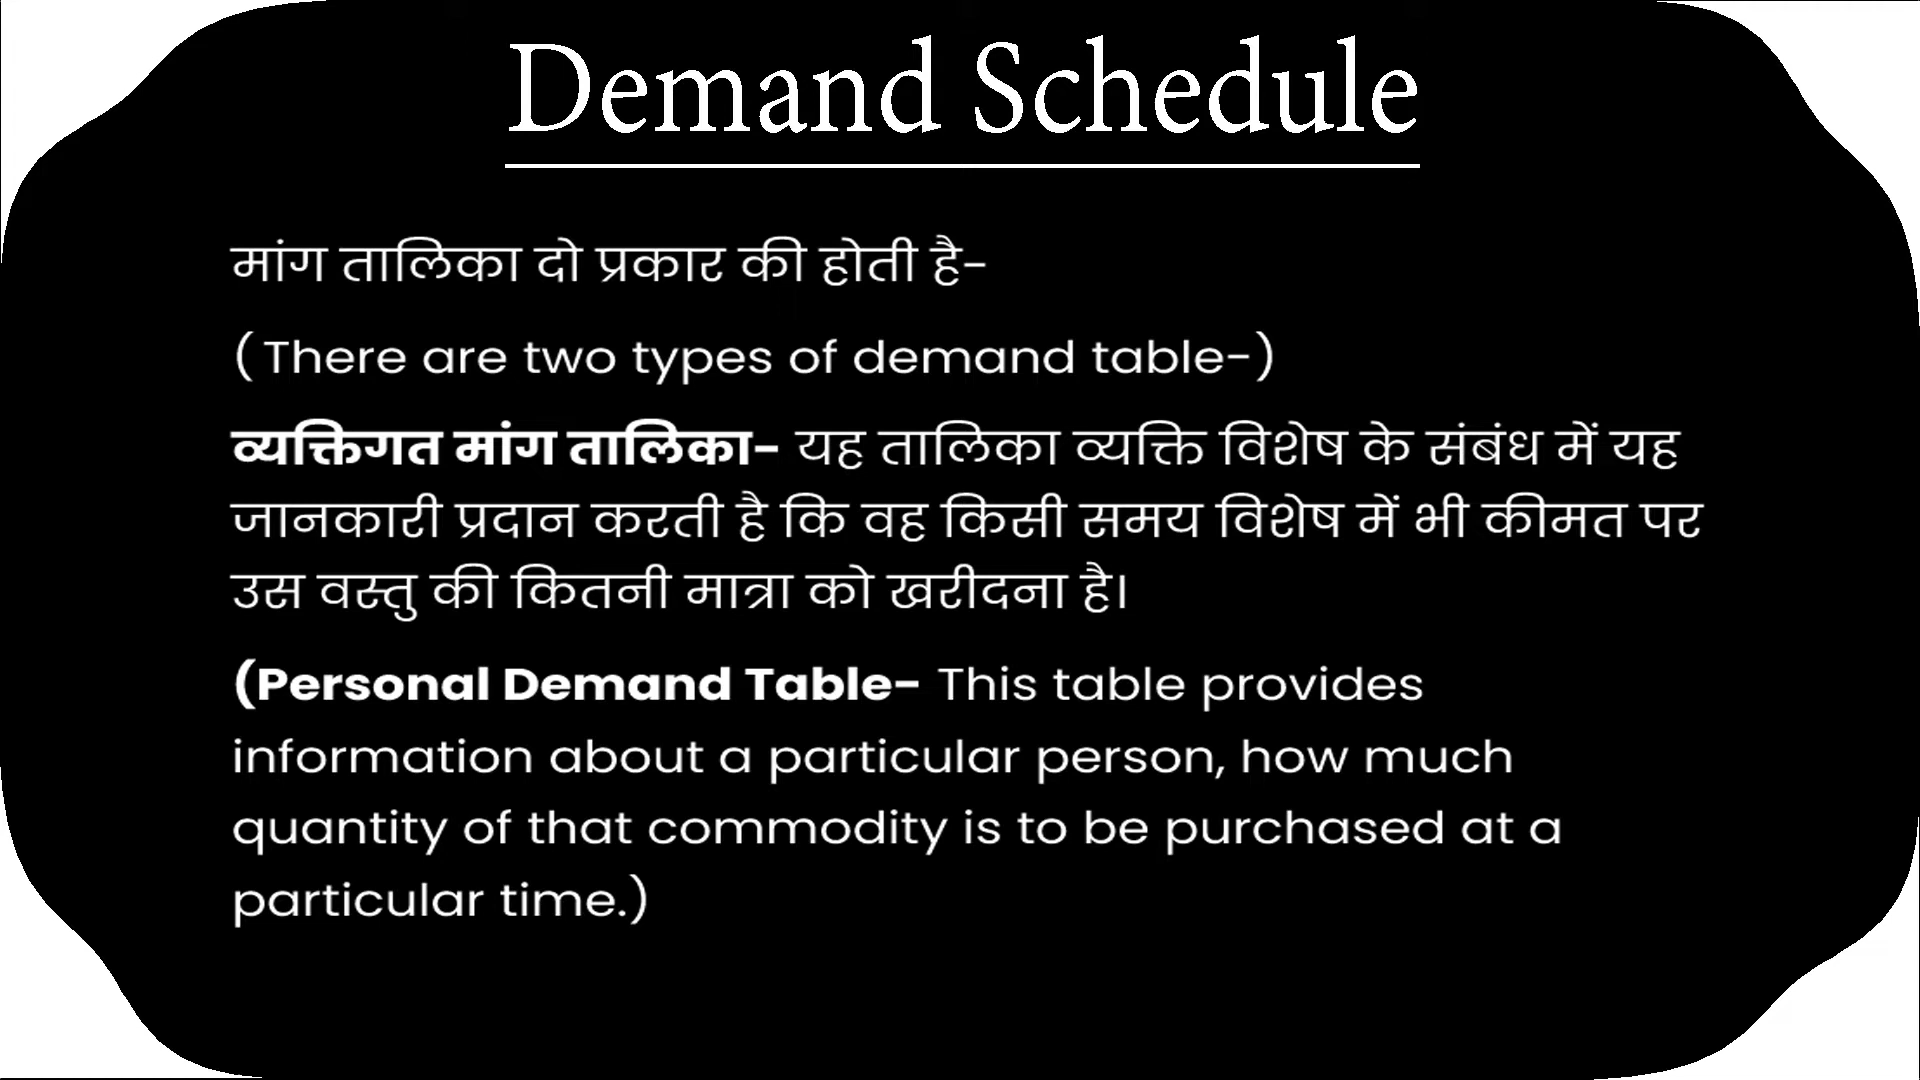 Demand Schedule
मांग तालिका दो प्रकार की होती है-
(There are two types of demand table-)
व्यक्तिगत मांग तालिका- यह तालिका व्यक्ति विशेष के संबंध में यह
जानकारी प्रदान करती है कि वह किसी समय विशेष में भी कीमत पर
उस वस्तु की कितनी मात्रा को खरीदना है।
(Personal Demand Table- This table provides
information about a particular person, how much
quantity of that commodity is to be purchased at a
particular time.)